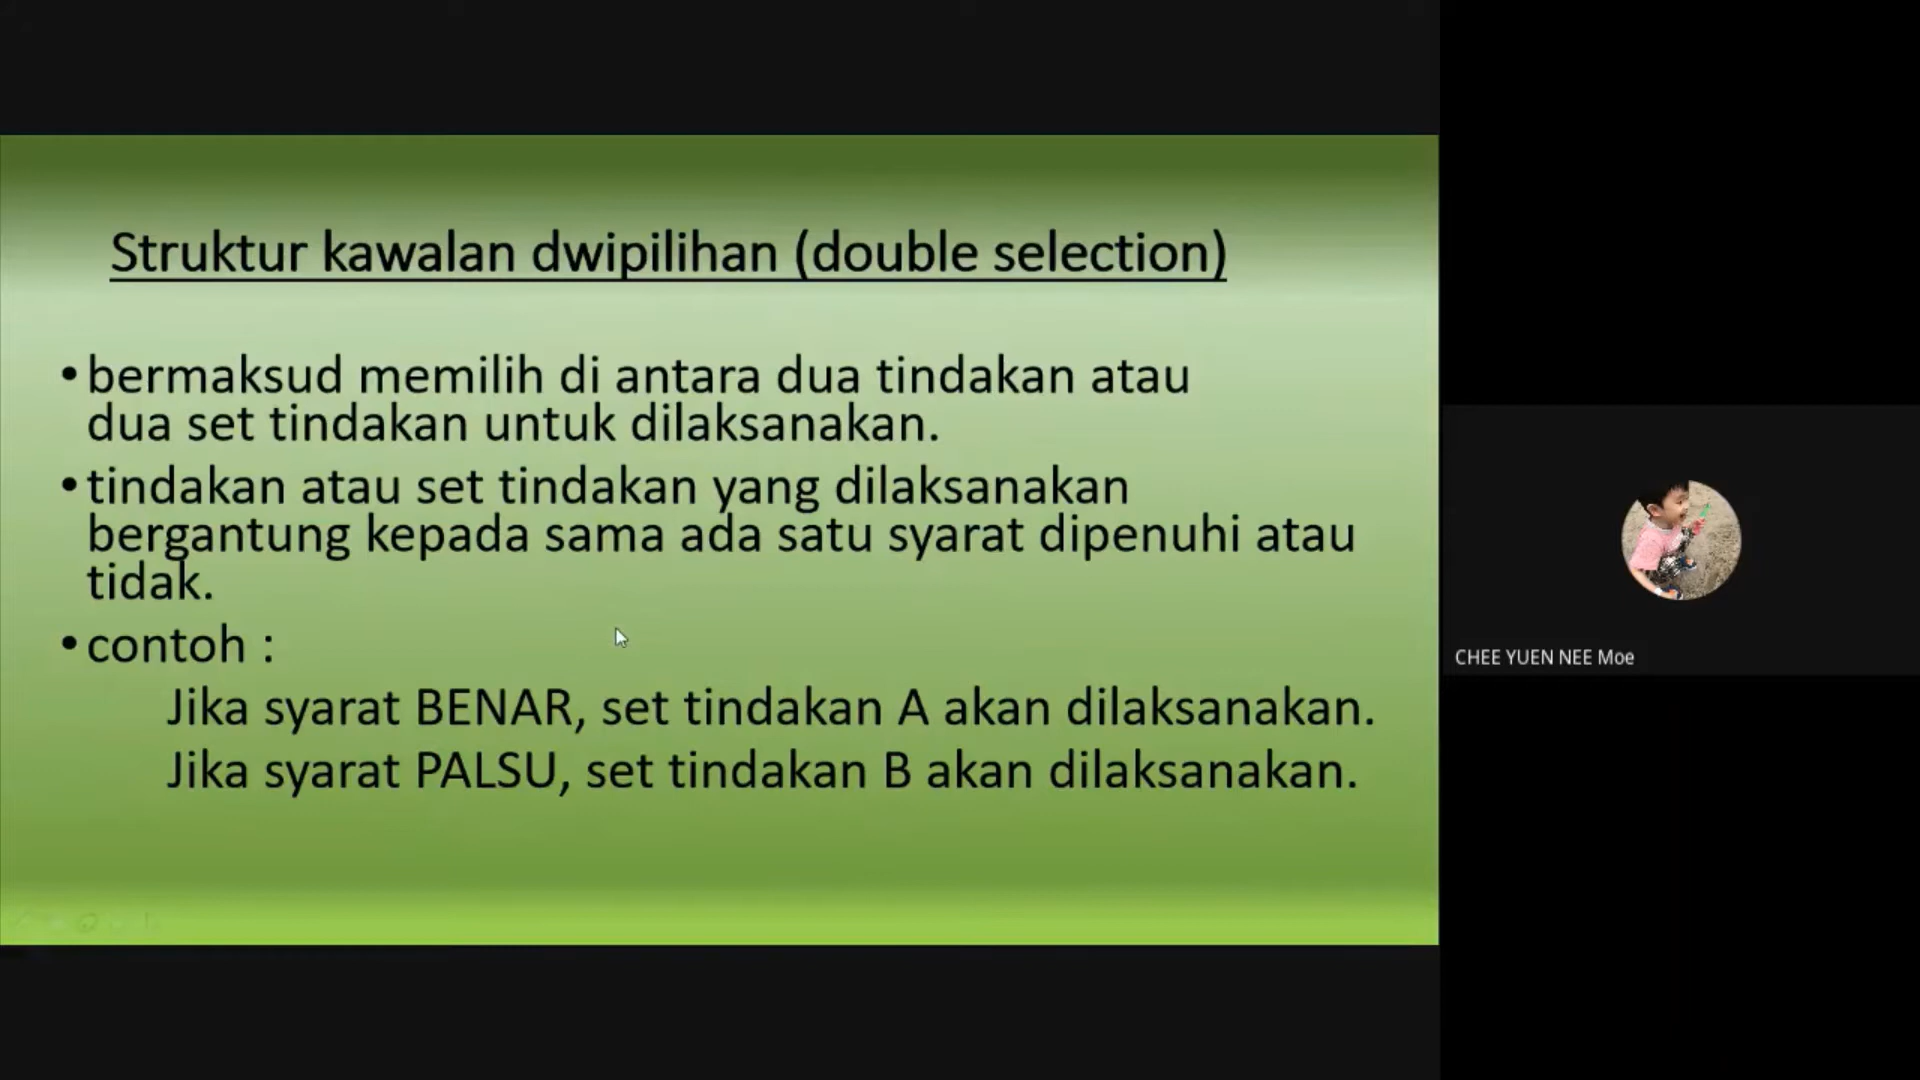 Struktur kawalan dwipilihan (double selection)
•bermaksud memilih di antara dua tindakan atau
dua set tindakan untuk dilaksanakan.
•tindakan atau set tindakan yang dilaksanakan
bergantung kepada sama ada satu syarat dipenuhi atau
tidak.
•contoh :
Jika syarat BENAR, set tindakan A akan dilaksanakan.
Jika syarat PALSU, set tindakan B akan dilaksanakan.
CHEE YUEN NEE Moe